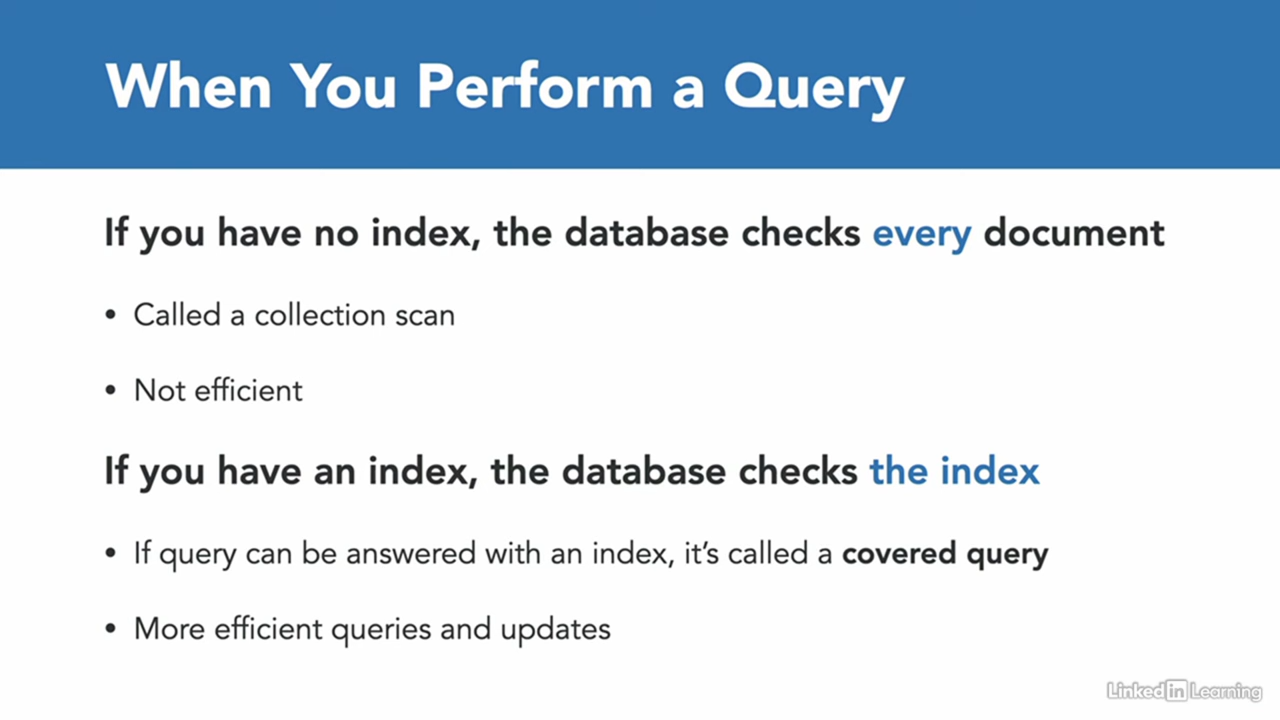 When You Perform a Query
If you have no index, the database checks every document
• Called a collection scan
• Not efficient
If you have an index, the database checks the index
• If query can be answered with an index, it's called a covered query
• More efficient queries and updates
Linked in Learning